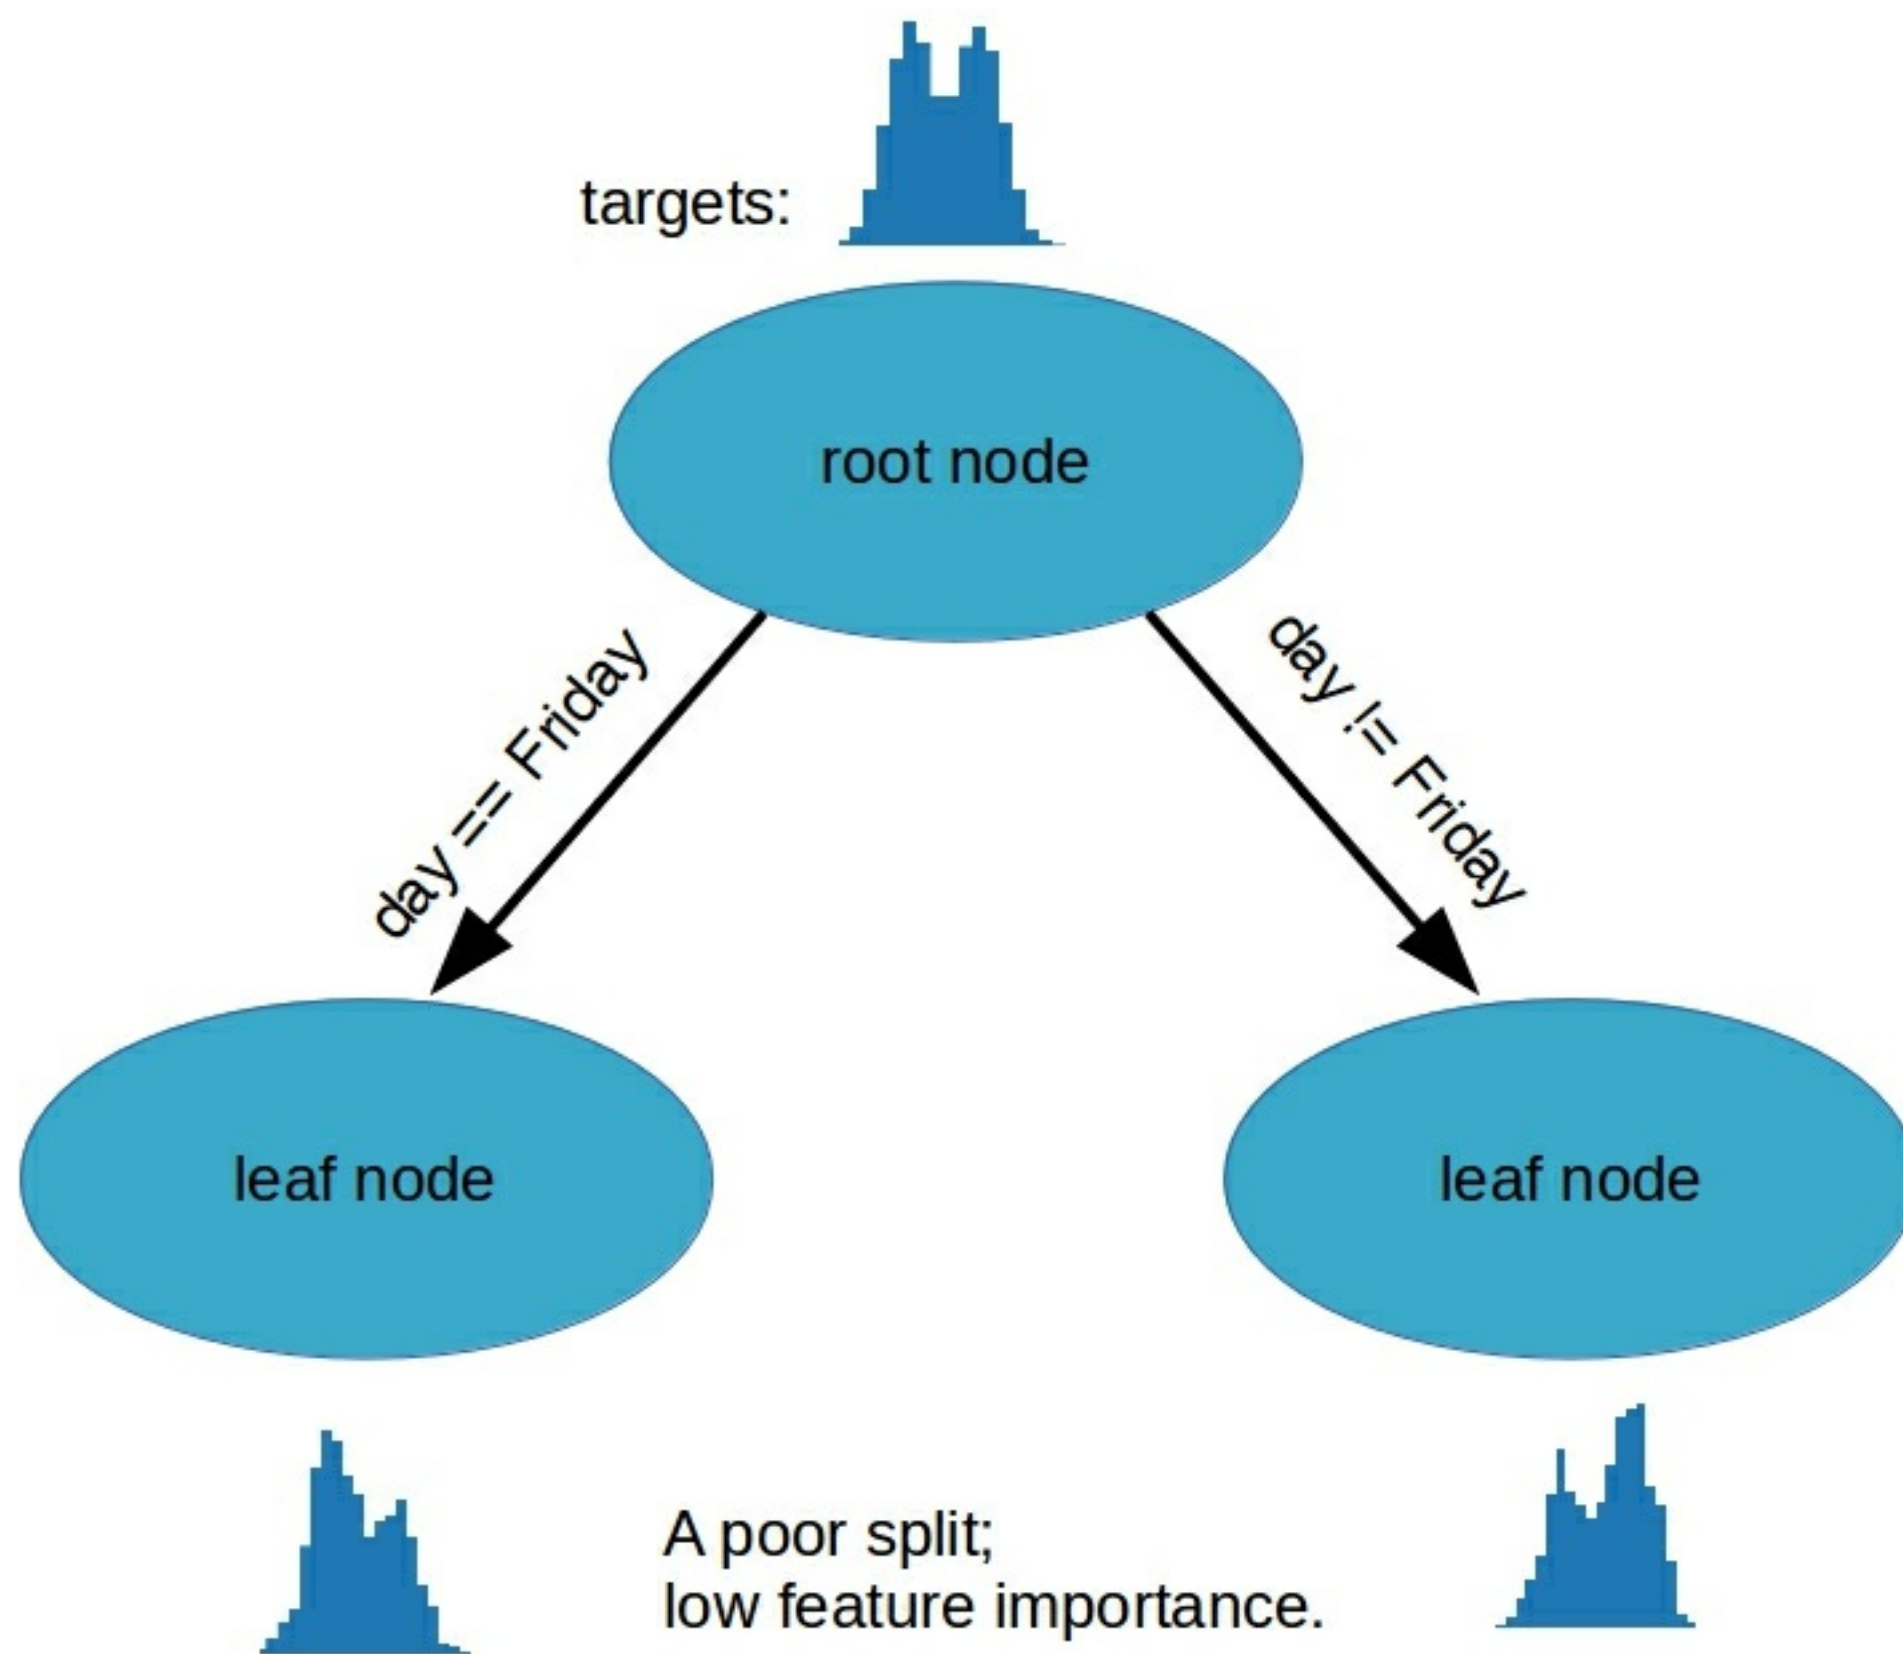 targets:
root node
day == Friday
day != Friday
leaf node
leaf node
A poor split;
low feature importance.